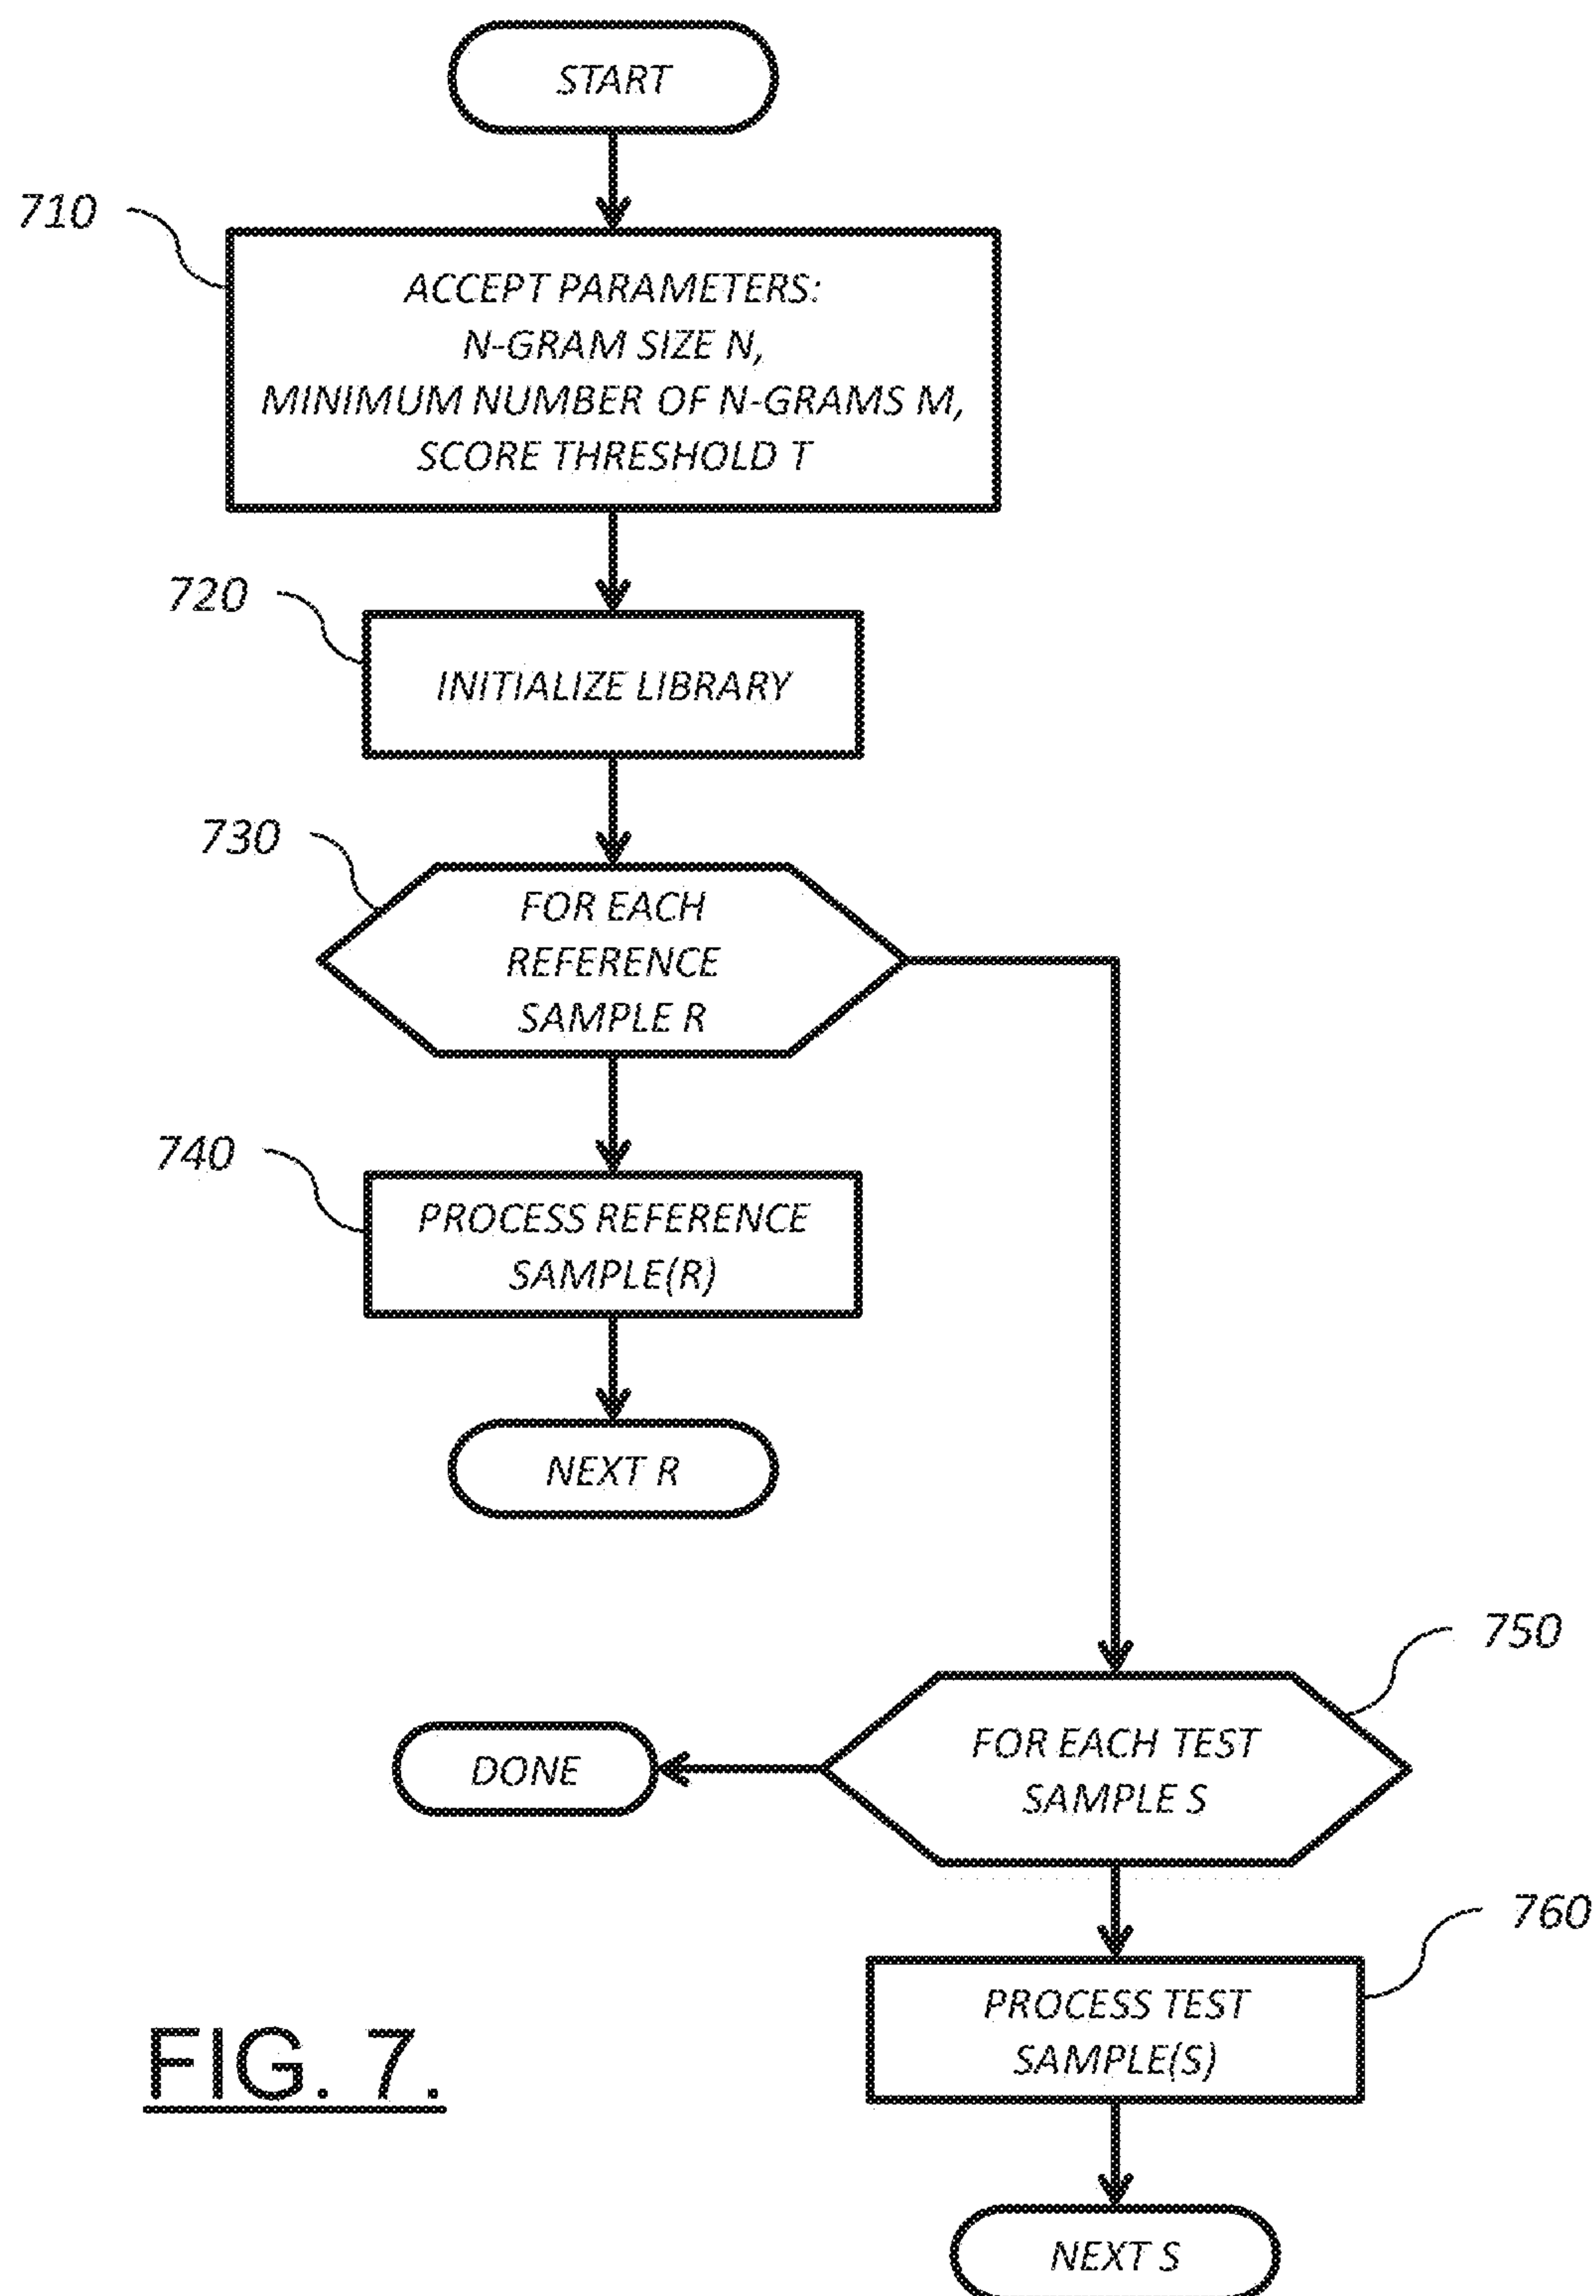 START
710
ACCEPT PARAMETERS:
N-GRAM SIZE N,
MINIMUM NUMBER OF N-GRAMS M,
SCORE THRESHOLD T
720
INITIALIZE LIBRARY
730
FOR EACH
REFERENCE
SAMPLE R
740
PROCESS REFERENCE
SAMPLE(R)
NEXT R
750
FOR EACH TEST
SAMPLE S
DONE
760
PROCESS TEST
SAMPLE(S)
NEXT S
FIG. 7.